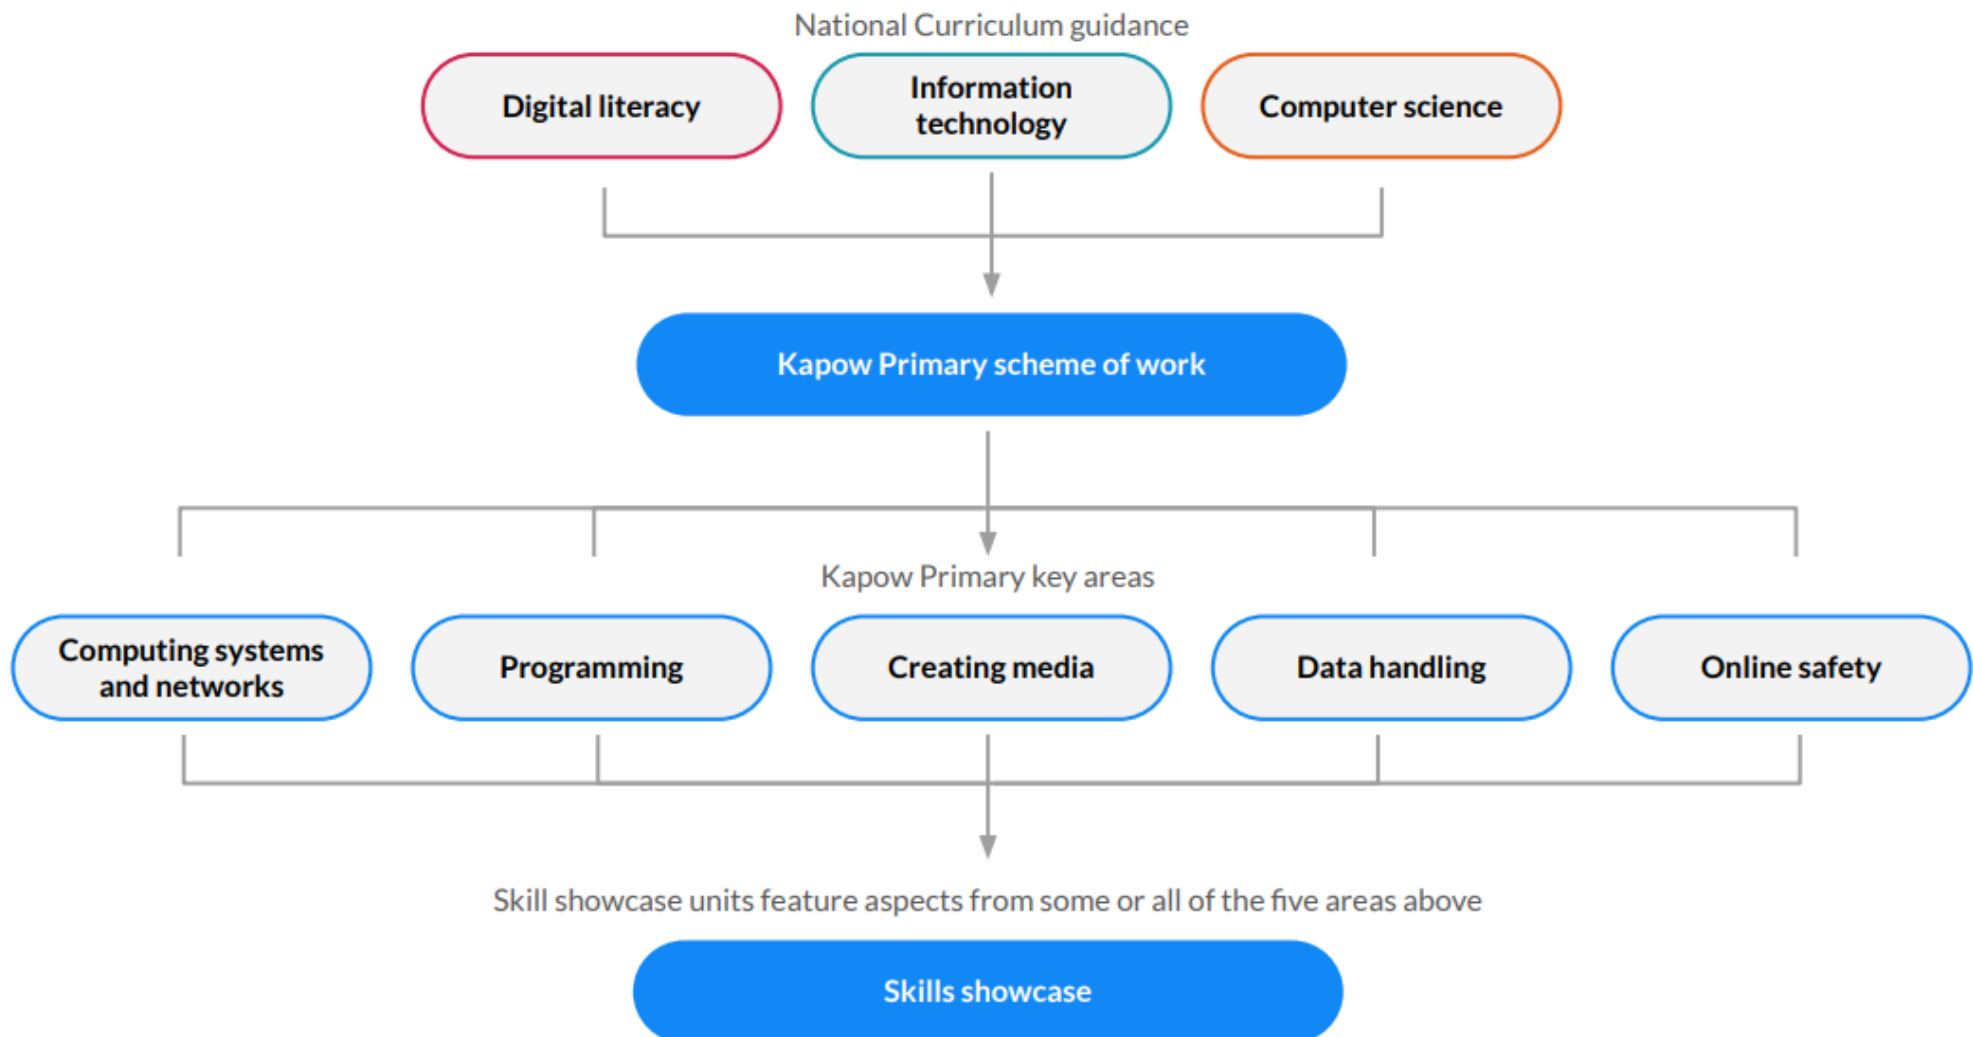 National Curriculum guidance
Digital literacy
Information
technology
Computer science
Kapow Primary scheme of work
Kapow Primary key areas
Computing systems
and networks
Programming
Creating media
Data handling
Online safety
Skill showcase units feature aspects from some or all of the five areas above
Skills showcase